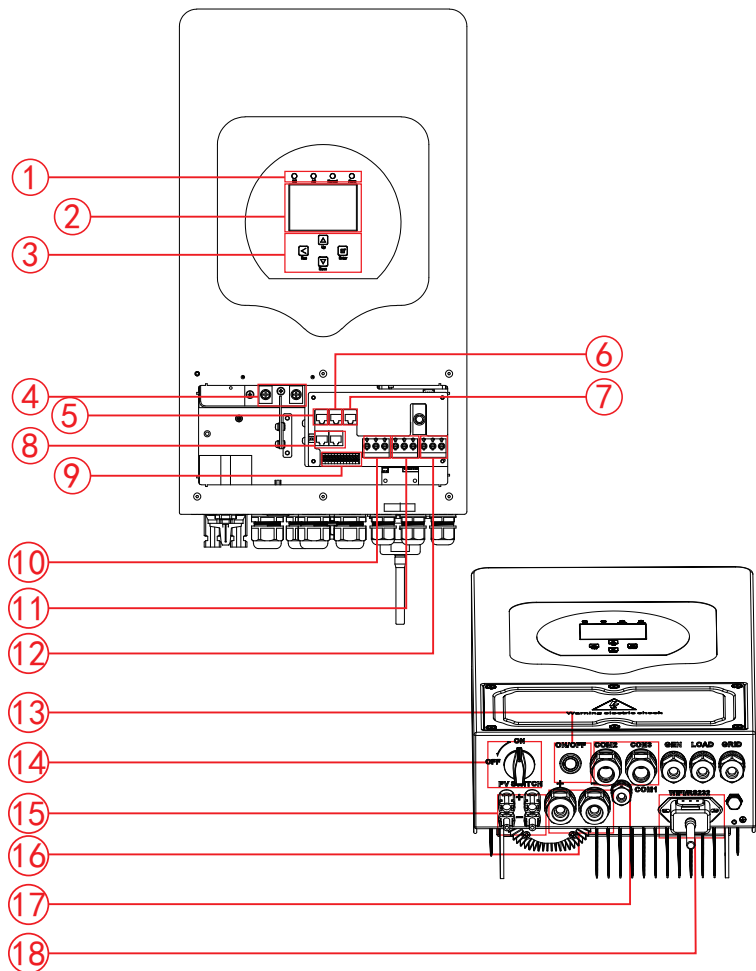 1
2
3
4
5
6
7
8
9
10
11
12
13
14
15
16
17
18
Warning electric shock
ON
OFF
PV SWITCH
ON/OFF
COM2
COM3
GEN
LOAD
GRID
COM1
WIFI/RS232
+
-
+